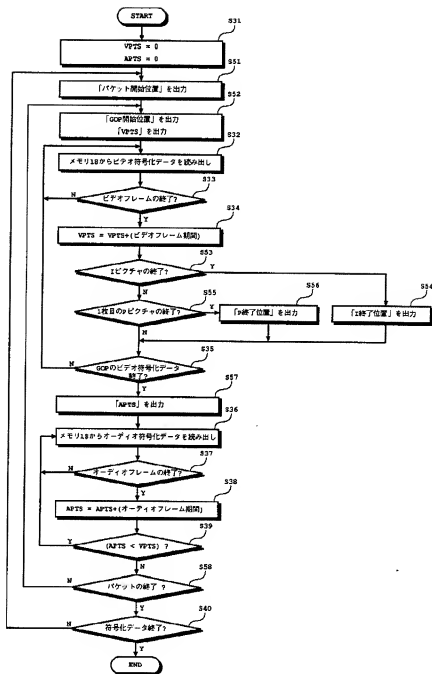 START
S31
VPTS = 0
APTS = 0
S51
「パケット開始位置」を出力
S52
「GOP開始位置」を出力
「VPTS」を出力
S32
メモリ18からビデオ符号化データを読み出し
S33
ビデオフレームの終了?
N
Y
S34
VPTS = VPTS+(ビデオフレーム期間)
S53
Iピクチャの終了?
Y
N
S55
1枚目のPピクチャの終了?
Y
N
S56
「P終了位置」を出力
S54
「I終了位置」を出力
S35
GOPのビデオ符号化データ
終了?
N
Y
S57
「APTS」を出力
S36
メモリ18からオーディオ符号化データを読み出し
S37
オーディオフレームの終了?
N
Y
S38
APTS = APTS+(オーディオフレーム期間)
S39
(APTS < VPTS) ?
Y
N
S58
パケットの終了 ?
N
Y
S40
符号化データ終了?
N
Y
END